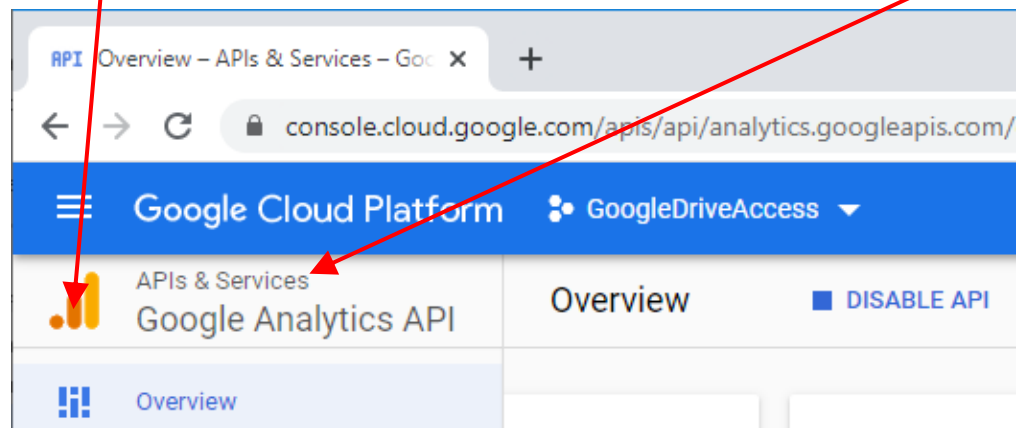 API Overview – APIs & Services – Goo
console.cloud.google.com/apis/api/analytics.googleapis.com/
Google Cloud Platform GoogleDriveAccess
APIs & Services
Google Analytics API
Overview DISABLE API
Overview